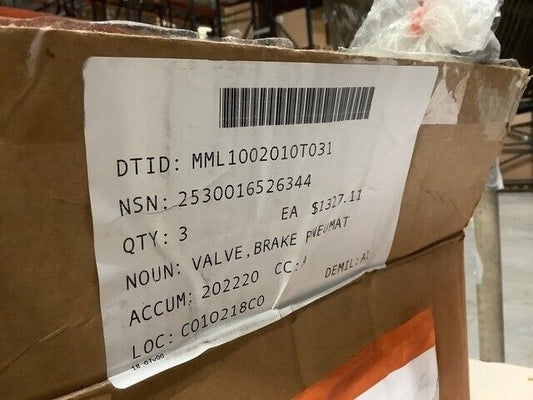 DTID: MML1002010T031
NSN: 2530016526344
QTY: 3 EA $1327.11
NOUN: VALVE,BRAKE PNEUMAT
ACCUM: 202220 CC:A DEMIL:A1
LOC: C010218C0